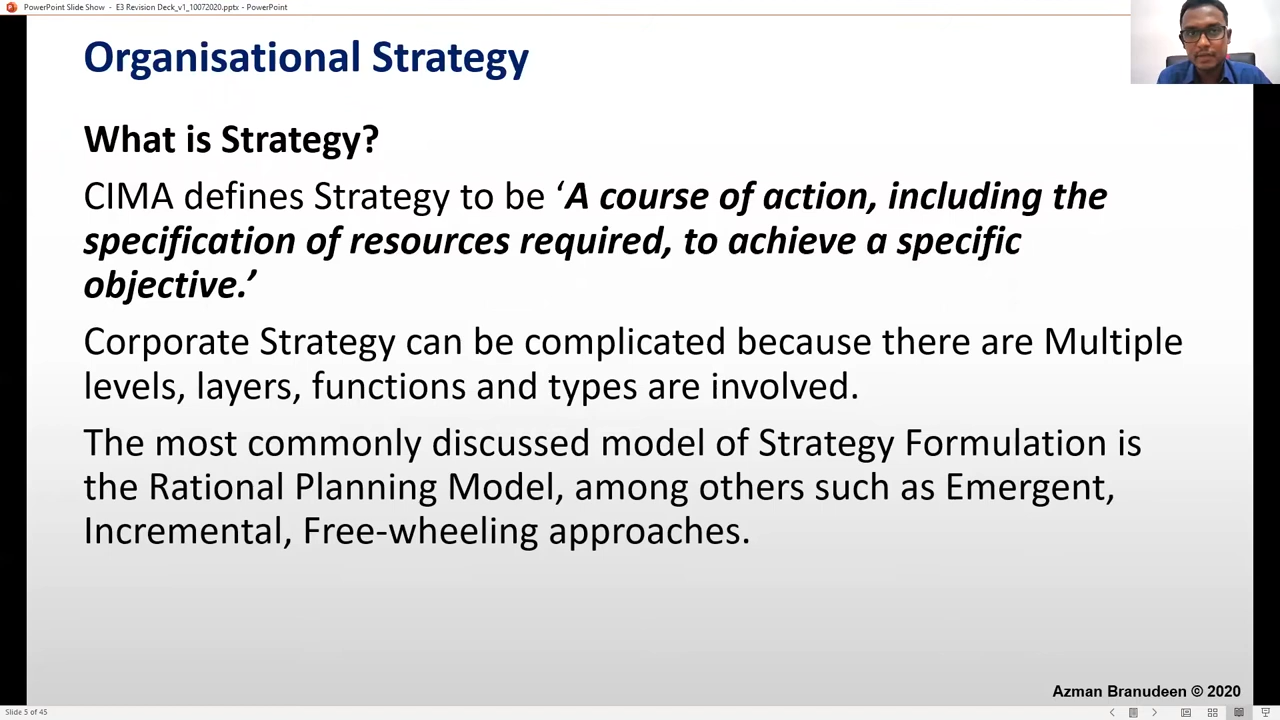 PowerPoint Slide Show - E3 Revision Deck_v1_10072020.pptx - PowerPoint
Organisational Strategy
What is Strategy?
CIMA defines Strategy to be ‘A course of action, including the
specification of resources required, to achieve a specific
objective.’
Corporate Strategy can be complicated because there are Multiple
levels, layers, functions and types are involved.
The most commonly discussed model of Strategy Formulation is
the Rational Planning Model, among others such as Emergent,
Incremental, Free-wheeling approaches.
Azman Branudeen © 2020
Slide 5 of 45